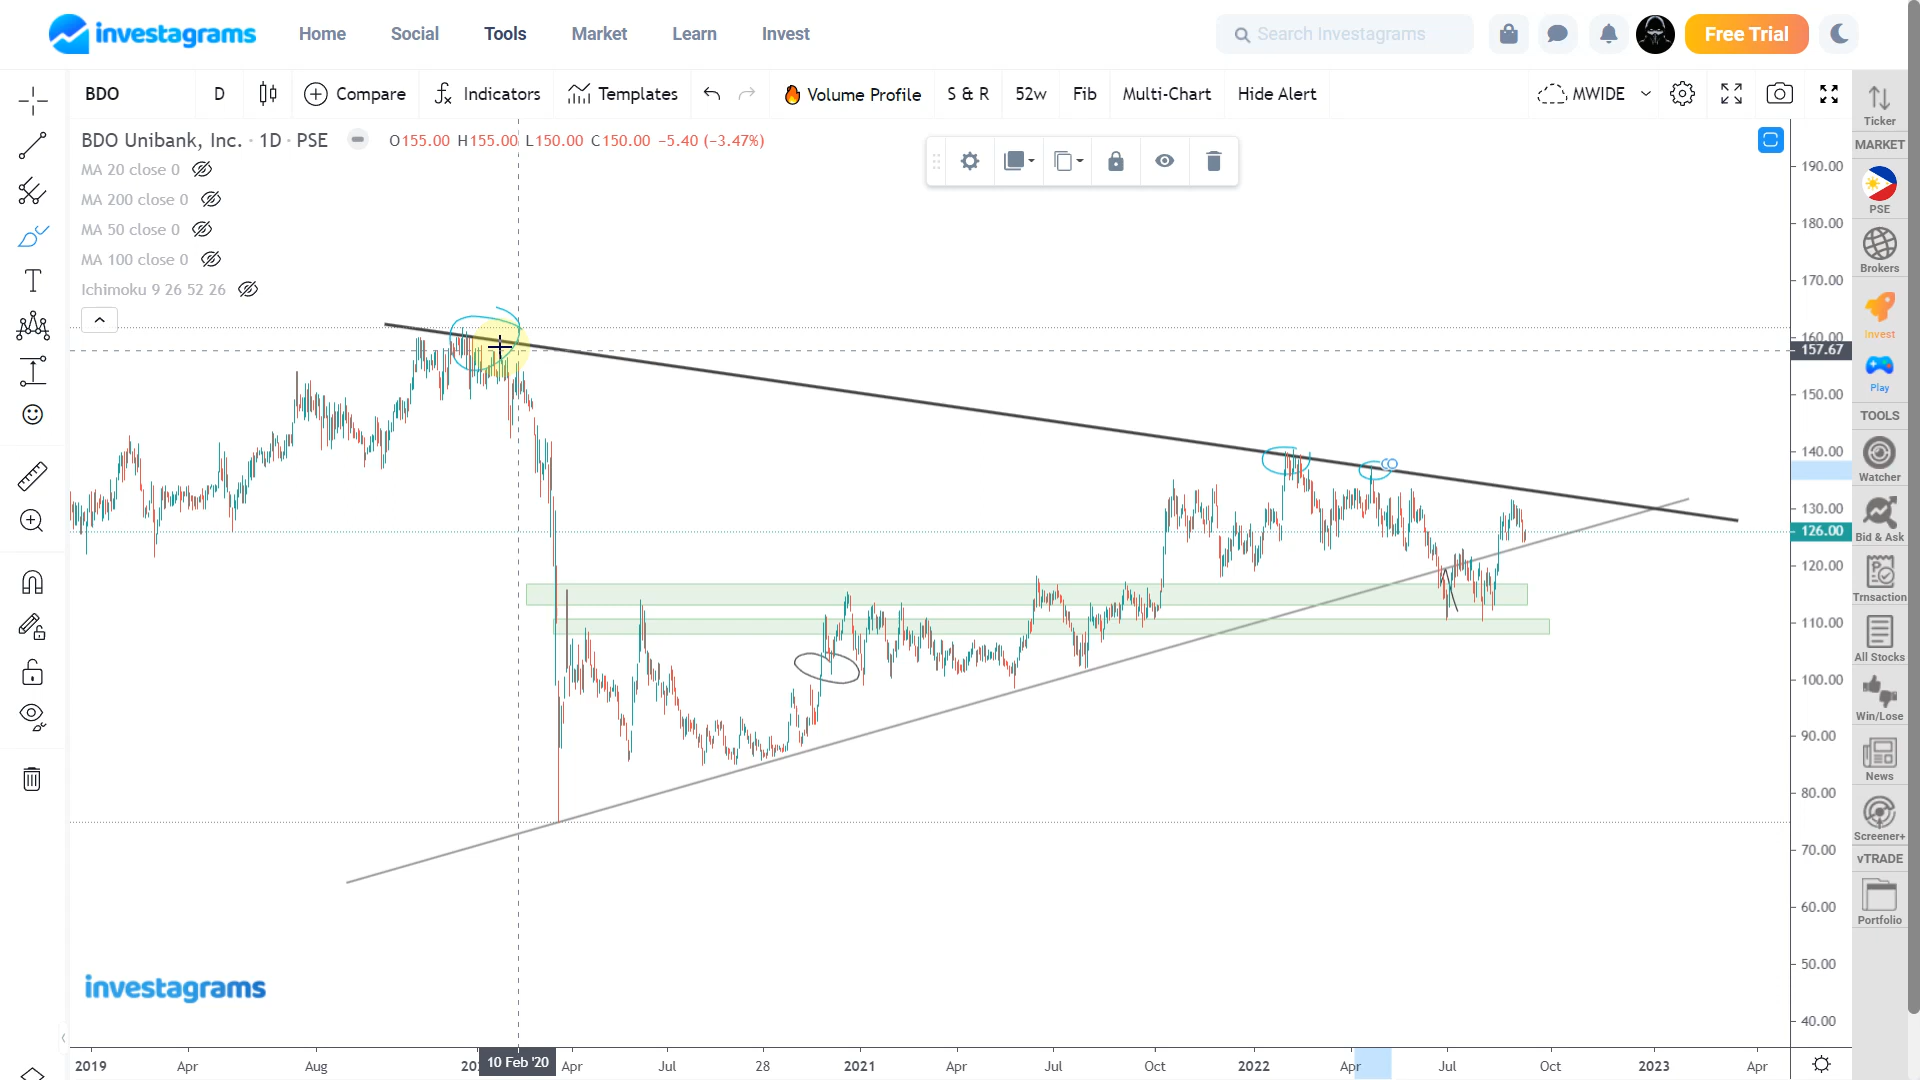 investagrams Home Social Tools Market Learn Invest Search Investagrams Free Trial
BDO D Compare Indicators Templates Volume Profile S & R 52w Fib Multi-Chart Hide Alert MWIDE
Ticker
BDO Unibank, Inc. · 1D · PSE O155.00 H155.00 L150.00 C150.00 −5.40 (−3.47%)
MA 20 close 0
MA 200 close 0
MA 50 close 0
MA 100 close 0
Ichimoku 9 26 52 26
190.00
180.00
170.00
160.00
157.67
150.00
140.00
130.00
126.00
120.00
110.00
100.00
90.00
80.00
70.00
60.00
50.00
40.00
MARKET
PSE
Brokers
Invest
Play
TOOLS
Watcher
Bid & Ask
Trnsaction
All Stocks
Win/Lose
News
Screener+
vTRADE
Portfolio
investagrams
2019 Apr Aug 10 Feb '20 Apr Jul 28 2021 Apr Jul Oct 2022 Apr Jul Oct 2023 Apr